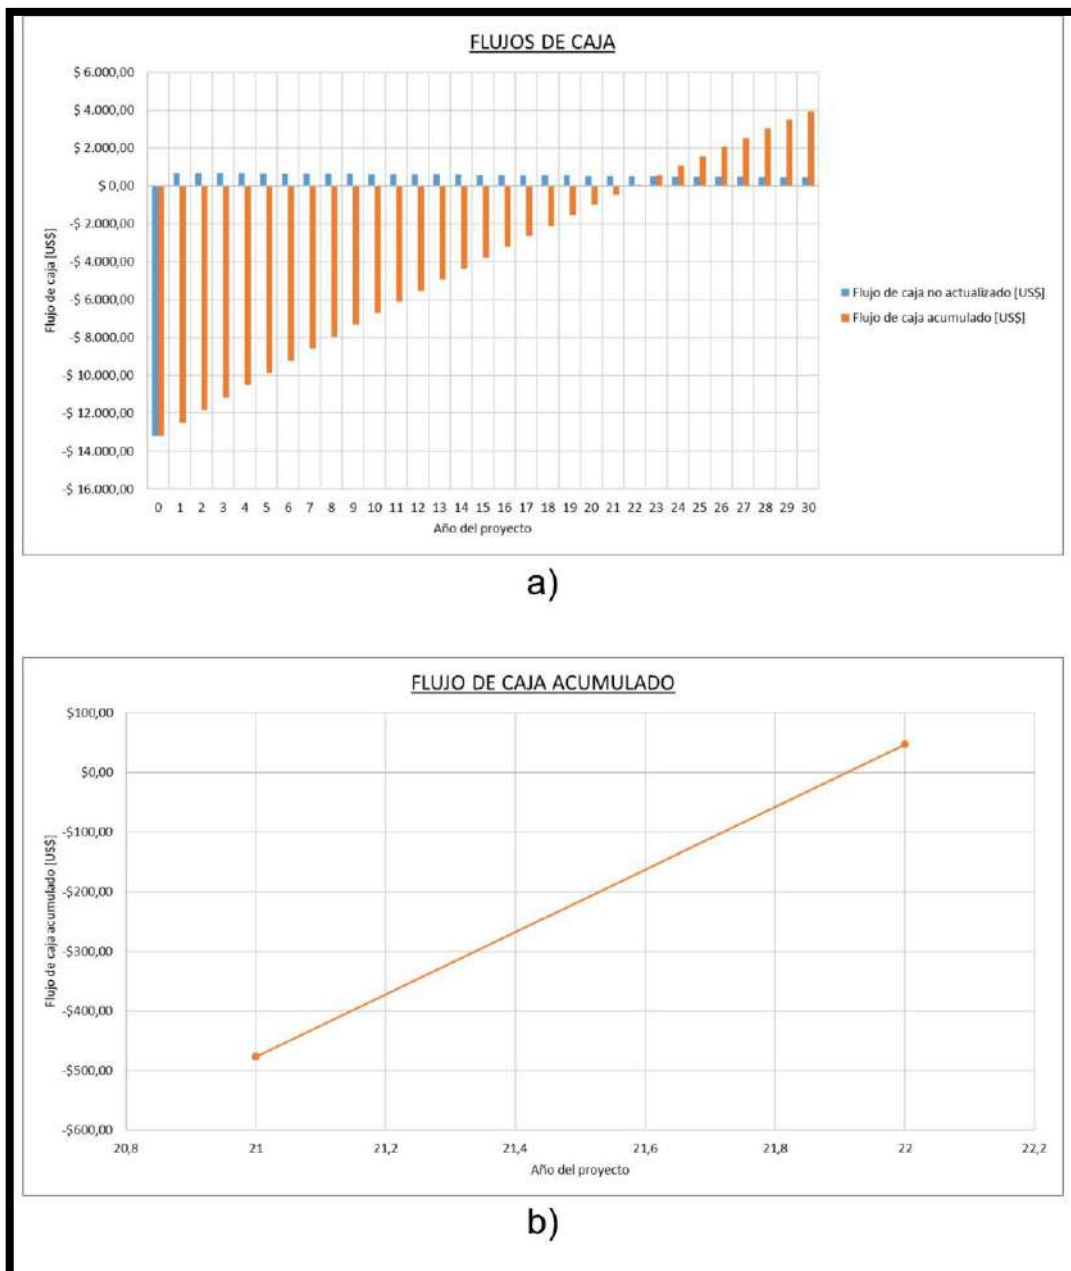 FLUJOS DE CAJA
$ 6.000,00
$ 4.000,00
$ 2.000,00
$ 0,00
-$ 2.000,00
-$ 4.000,00
-$ 6.000,00
-$ 8.000,00
-$ 10.000,00
-$ 12.000,00
-$ 14.000,00
-$ 16.000,00
Flujo de caja [US$]
0 1 2 3 4 5 6 7 8 9 10 11 12 13 14 15 16 17 18 19 20 21 22 23 24 25 26 27 28 29 30
Año del proyecto
Flujo de caja no actualizado [US$]
Flujo de caja acumulado [US$]
a)
FLUJO DE CAJA ACUMULADO
$100,00
$0,00
-$100,00
-$200,00
-$300,00
-$400,00
-$500,00
-$600,00
Flujo de caja acumulado [US$]
20,8 21 21,2 21,4 21,6 21,8 22 22,2
Año del proyecto
b)